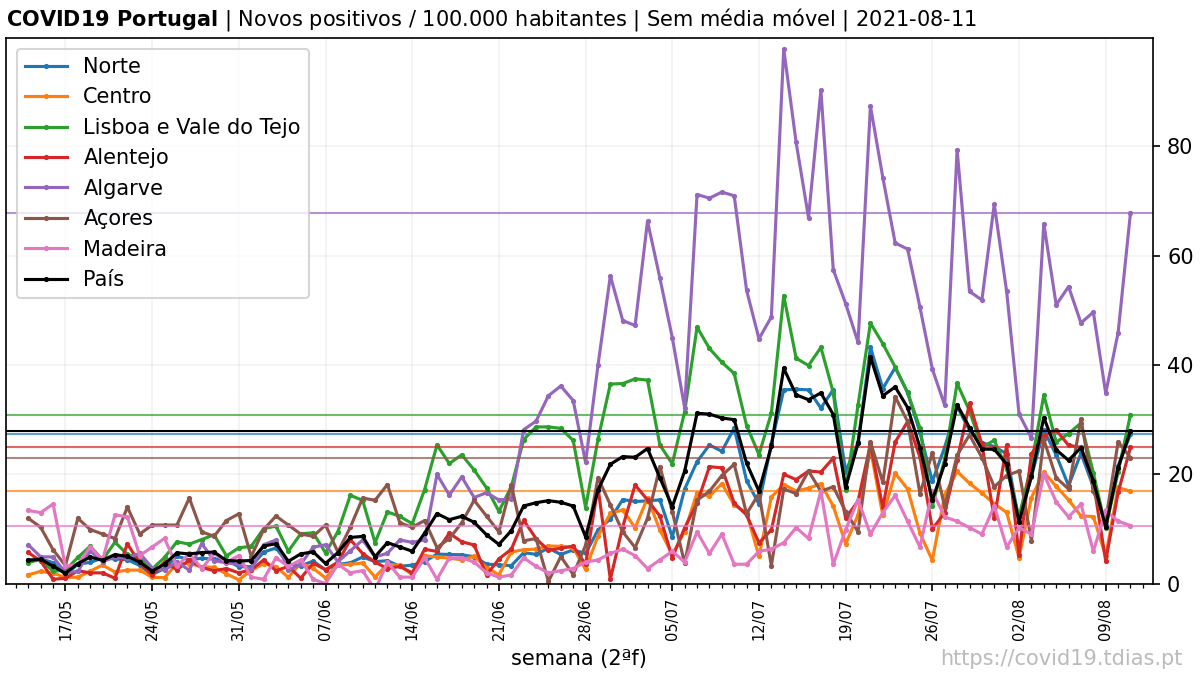 COVID19 Portugal | Novos positivos / 100.000 habitantes | Sem média móvel | 2021-08-11
Norte
Centro
Lisboa e Vale do Tejo
Alentejo
Algarve
Açores
Madeira
País
80
60
40
20
0
17/05
24/05
31/05
07/06
14/06
21/06
28/06
05/07
12/07
19/07
26/07
02/08
09/08
semana (2ªf)
https://covid19.tdias.pt